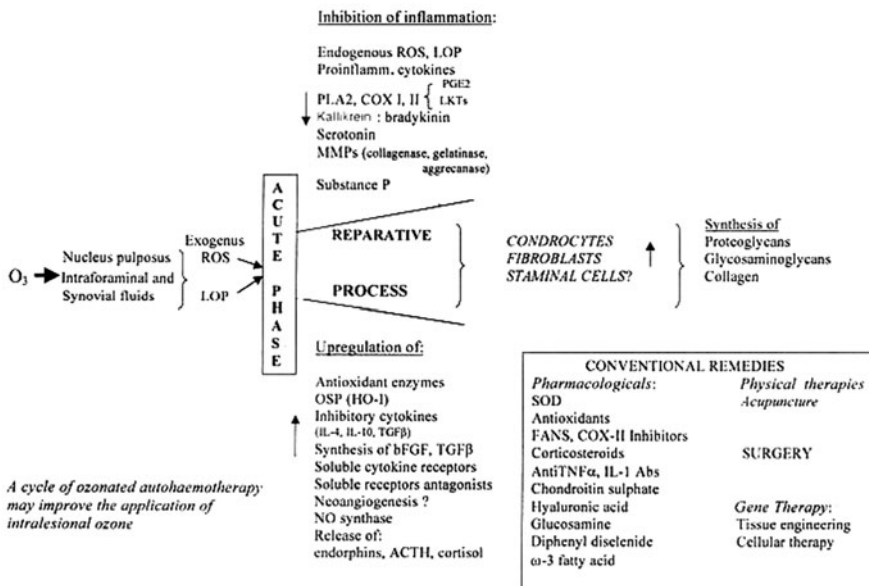 Inhibition of inflammation:
Endogenous ROS, LOP
Proinflamm. cytokines
PLA2, COX I, II { PGE2
LKTs
Kallikrein : bradykinin
Serotonin
MMPs (collagenase, gelatinase,
aggrecanase)
Substance P
O3
Nucleus pulposus
Intraforaminal and
Synovial fluids
Exogenus
ROS
LOP
ACUTE PHASE
REPARATIVE
PROCESS
CONDROCYTES
FIBROBLASTS
STAMINAL CELLS?
Synthesis of
Proteoglycans
Glycosaminoglycans
Collagen
Upregulation of:
Antioxidant enzymes
OSP (HO-I)
Inhibitory cytokines
(IL-4, IL-10, TGFβ)
Synthesis of bFGF, TGFβ
Soluble cytokine receptors
Soluble receptors antagonists
Neoangiogenesis ?
NO synthase
Release of:
endorphins, ACTH, cortisol
A cycle of ozonated autohaemotherapy
may improve the application of
intralesional ozone
CONVENTIONAL REMEDIES
Pharmacologicals:
SOD
Antioxidants
FANS, COX-II Inhibitors
Corticosteroids
AntiTNFα, IL-1 Abs
Chondroitin sulphate
Hyaluronic acid
Glucosamine
Diphenyl diselenide
ω-3 fatty acid
Physical therapies
Acupuncture
SURGERY
Gene Therapy:
Tissue engineering
Cellular therapy